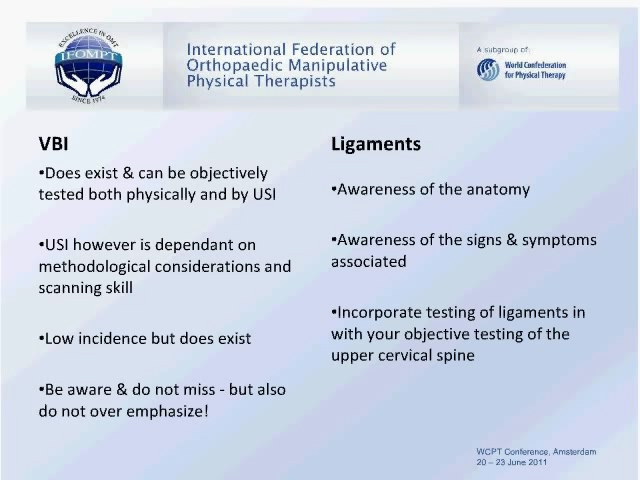 EXCELLENCE IN OMT
IFOMPT
SINCE 1974
International Federation of
Orthopaedic Manipulative
Physical Therapists
A subgroup of:
World Confederation
for Physical Therapy
VBI
•Does exist & can be objectively
tested both physically and by USI
•USI however is dependant on
methodological considerations and
scanning skill
•Low incidence but does exist
•Be aware & do not miss - but also
do not over emphasize!
Ligaments
•Awareness of the anatomy
•Awareness of the signs & symptoms
associated
•Incorporate testing of ligaments in
with your objective testing of the
upper cervical spine
WCPT Conference, Amsterdam
20 – 23 June 2011